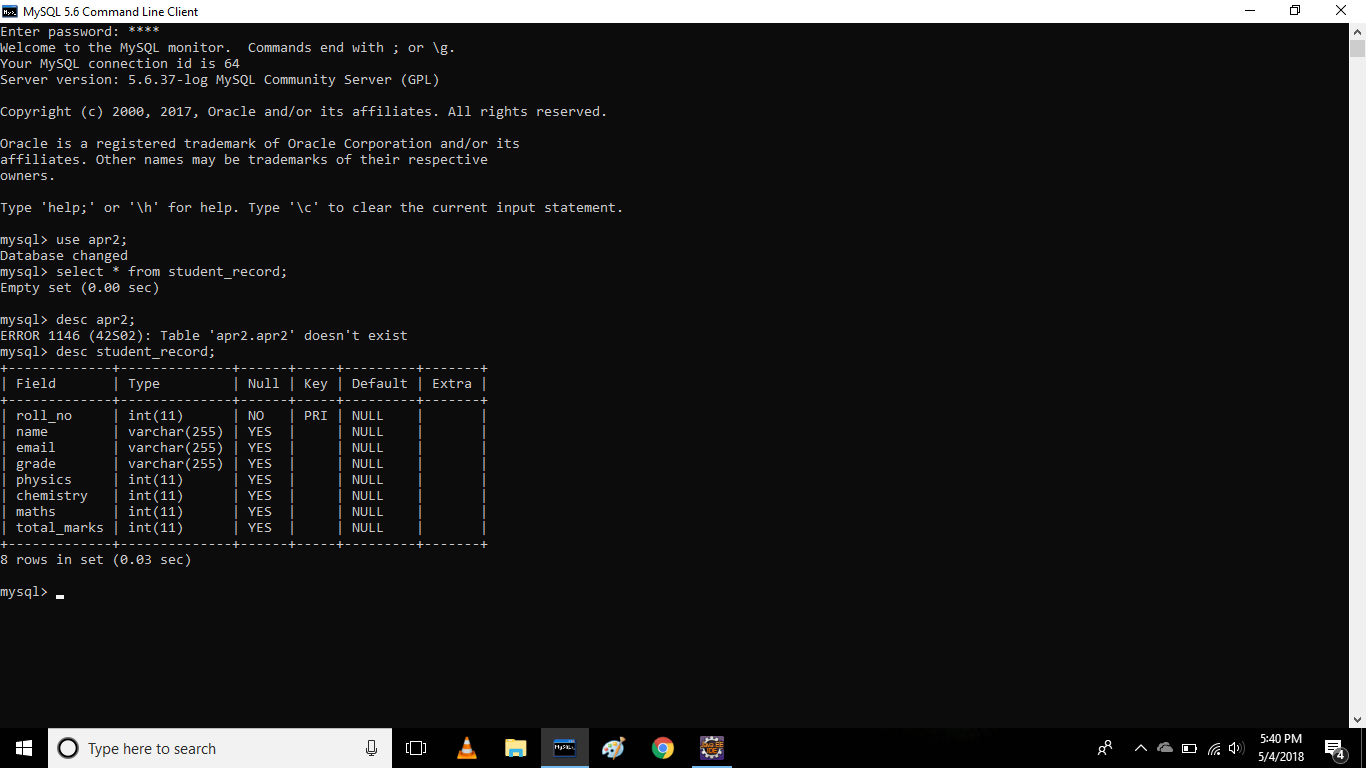 MySQL 5.6 Command Line Client
Enter password: ****
Welcome to the MySQL monitor.  Commands end with ; or \g.
Your MySQL connection id is 64
Server version: 5.6.37-log MySQL Community Server (GPL)

Copyright (c) 2000, 2017, Oracle and/or its affiliates. All rights reserved.

Oracle is a registered trademark of Oracle Corporation and/or its
affiliates. Other names may be trademarks of their respective
owners.

Type 'help;' or '\h' for help. Type '\c' to clear the current input statement.

mysql> use apr2;
Database changed
mysql> select * from student_record;
Empty set (0.00 sec)

mysql> desc apr2;
ERROR 1146 (42S02): Table 'apr2.apr2' doesn't exist
mysql> desc student_record;
+-------------+--------------+------+-----+---------+-------+
| Field       | Type         | Null | Key | Default | Extra |
+-------------+--------------+------+-----+---------+-------+
| roll_no     | int(11)      | NO   | PRI | NULL    |       |
| name        | varchar(255) | YES  |     | NULL    |       |
| email       | varchar(255) | YES  |     | NULL    |       |
| grade       | varchar(255) | YES  |     | NULL    |       |
| physics     | int(11)      | YES  |     | NULL    |       |
| chemistry   | int(11)      | YES  |     | NULL    |       |
| maths       | int(11)      | YES  |     | NULL    |       |
| total_marks | int(11)      | YES  |     | NULL    |       |
+-------------+--------------+------+-----+---------+-------+
8 rows in set (0.03 sec)

mysql>
Type here to search
5:40 PM
5/4/2018
4